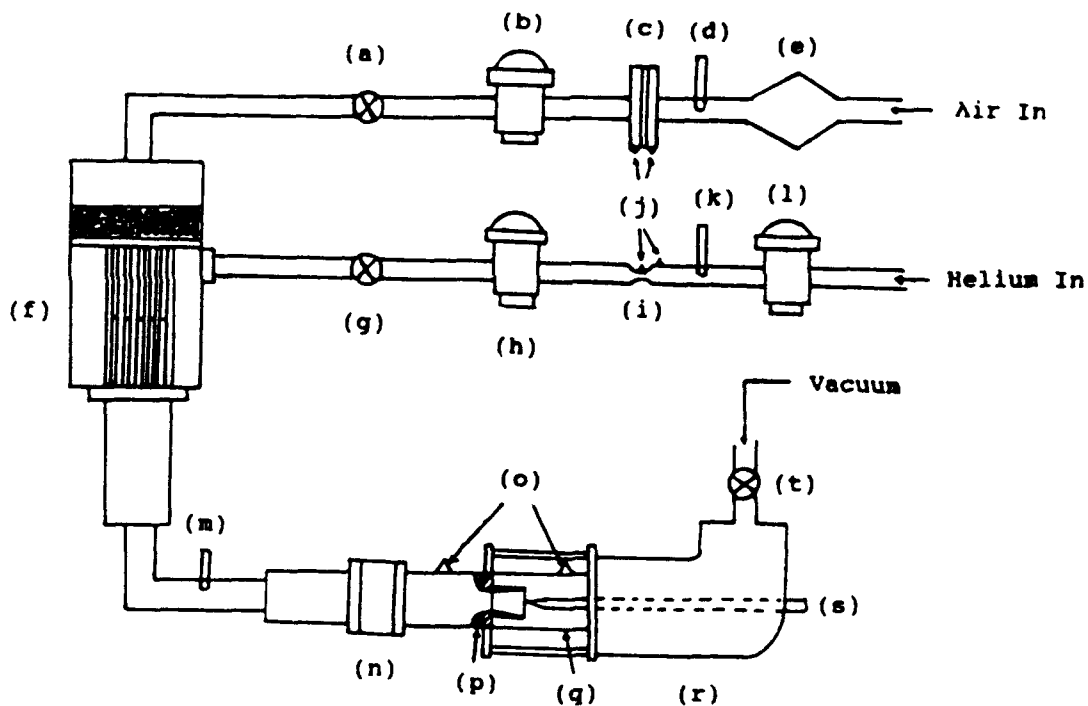 (a)
(b)
(c)
(d)
(e)
Air In
(j)
(k)
(l)
Helium In
(f)
(g)
(h)
(i)
Vacuum
(m)
(o)
(t)
(s)
(n)
(p)
(q)
(r)